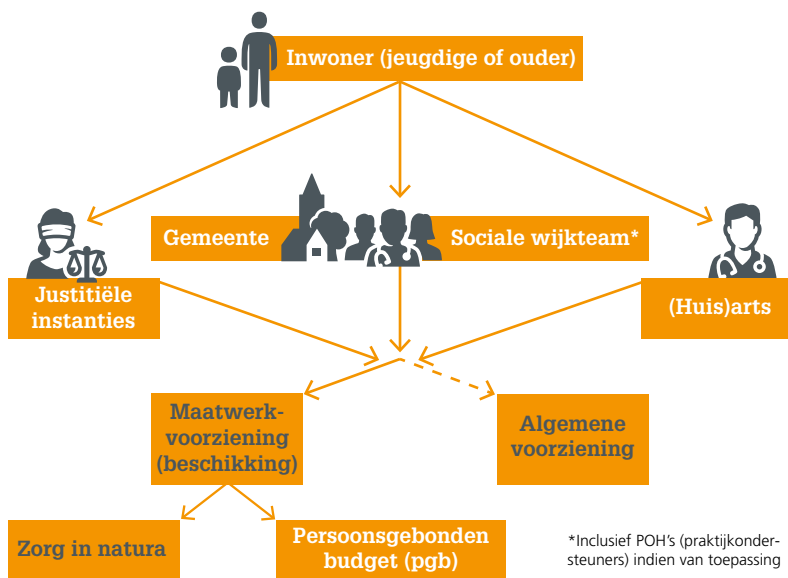 Inwoner (jeugdige of ouder)
Gemeente
Sociale wijkteam*
Justitiële
instanties
(Huis)arts
Maatwerk-
voorziening
(beschikking)
Algemene
voorziening
Zorg in natura
Persoonsgebonden
budget (pgb)
*Inclusief POH's (praktijkonder-
steuners) indien van toepassing